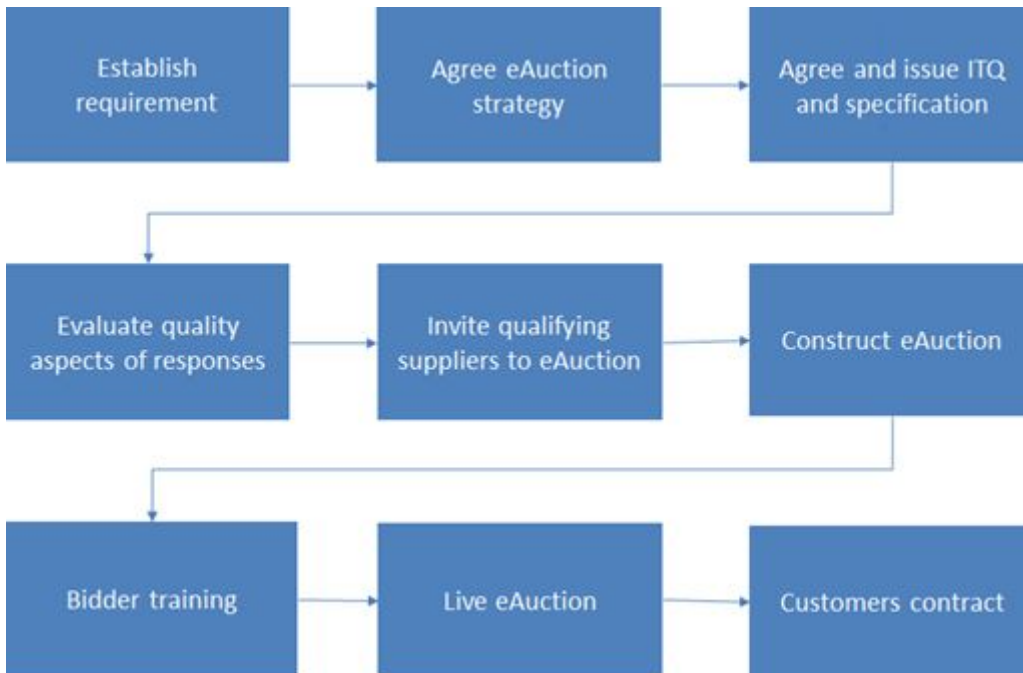 Establish
requirement
Agree eAuction
strategy
Agree and issue ITQ
and specification
Evaluate quality
aspects of responses
Invite qualifying
suppliers to eAuction
Construct eAuction
Bidder training
Live eAuction
Customers contract